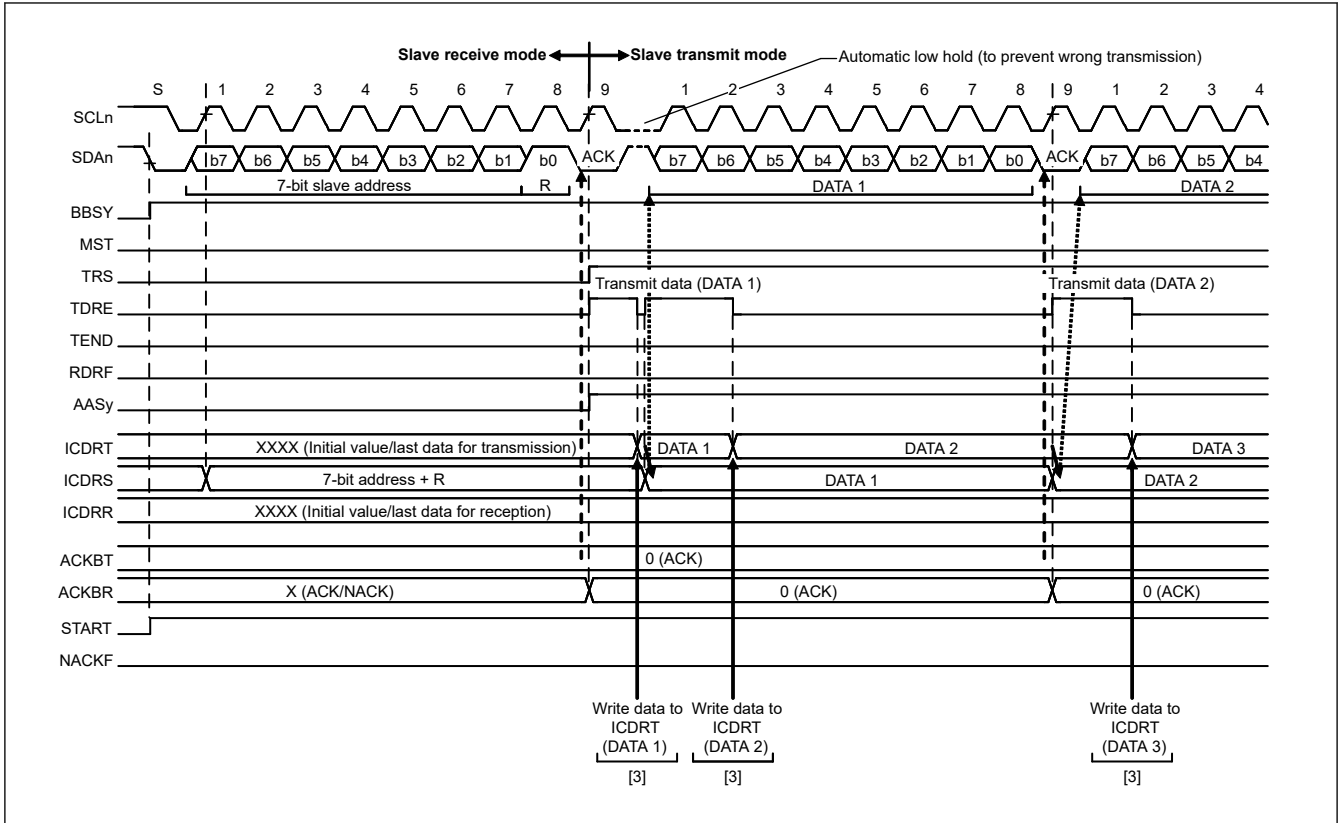 Slave receive mode Slave transmit mode
Automatic low hold (to prevent wrong transmission)
S 1 2 3 4 5 6 7 8 9 1 2 3 4 5 6 7 8 9 1 2 3 4
SCLn
SDAn b7 b6 b5 b4 b3 b2 b1 b0 ACK b7 b6 b5 b4 b3 b2 b1 b0 ACK b7 b6 b5 b4
7-bit slave address R DATA 1 DATA 2
BBSY
MST
TRS
Transmit data (DATA 1) Transmit data (DATA 2)
TDRE
TEND
RDRF
AASy
ICDRT XXXX (Initial value/last data for transmission) DATA 1 DATA 2 DATA 3
ICDRS 7-bit address + R DATA 1 DATA 2
ICDRR XXXX (Initial value/last data for reception)
ACKBT 0 (ACK)
ACKBR X (ACK/NACK) 0 (ACK) 0 (ACK)
START
NACKF
Write data to ICDRT (DATA 1) [3]
Write data to ICDRT (DATA 2) [3]
Write data to ICDRT (DATA 3) [3]